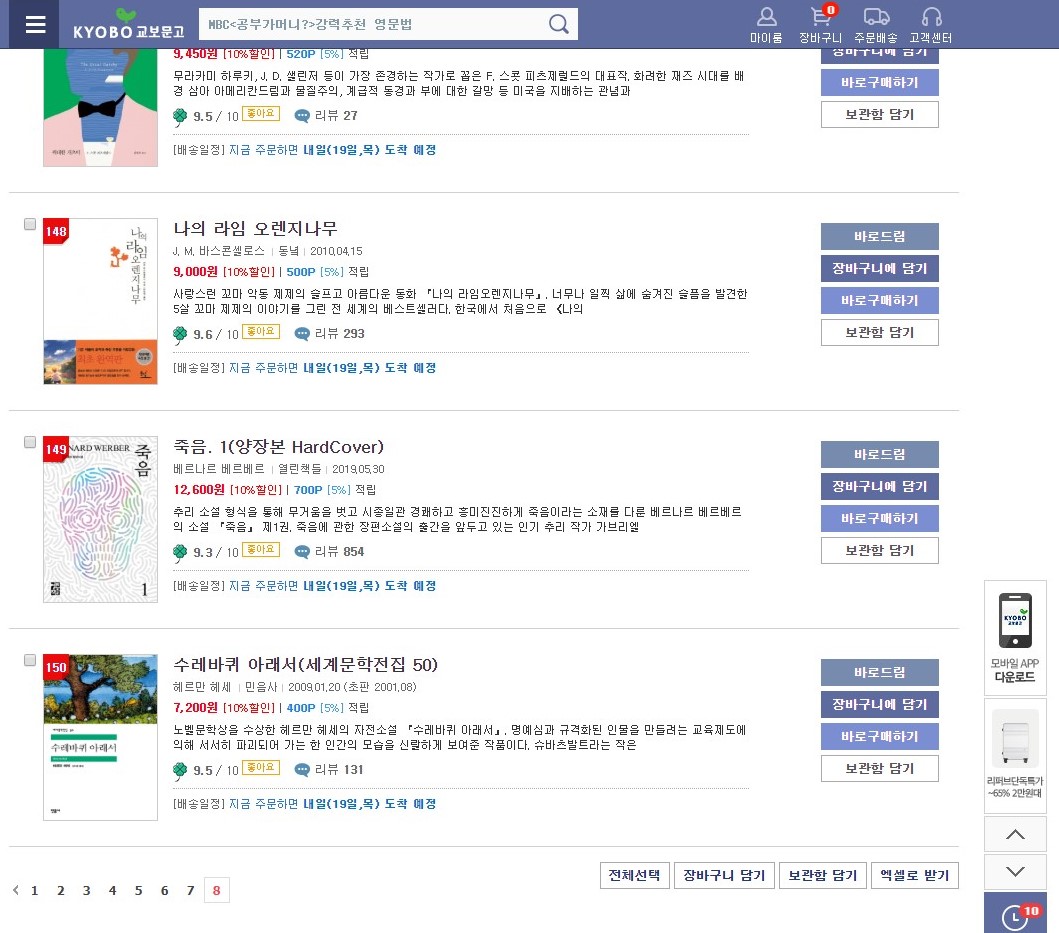 KYOBO 교보문고
MBC<공부가머니?>강력추천 영문법
마이룸
0
장바구니
주문배송
고객센터
9,450원 [10%할인] | 520P [5%] 적립
장바구니에 담기
무라카미 하루키, J. D. 샐린저 등이 가장 존경하는 작가로 꼽은 F. 스콧 피츠제럴드의 대표작. 화려한 재즈 시대를 배
경 삼아 아메리칸드림과 물질주의, 계급적 동경과 부에 대한 갈망 등 미국을 지배하는 관념과
바로구매하기
보관함 담기
9.5 / 10 좋아요 리뷰 27
[배송일정] 지금 주문하면 내일(19일,목) 도착 예정
148
나의
라임
오렌지나무
나의 라임 오렌지나무
J. M. 바스콘셀로스 | 동녘 | 2010.04.15
9,000원 [10%할인] | 500P [5%] 적립
사랑스런 꼬마 악동 제제의 슬프고 아름다운 동화 『나의 라임오렌지나무』. 너무나 일찍 삶에 숨겨진 슬픔을 발견한
5살 꼬마 제제의 이야기를 그린 전 세계의 베스트셀러다. 한국에서 처음으로 《나의
9.6 / 10 좋아요 리뷰 293
[배송일정] 지금 주문하면 내일(19일,목) 도착 예정
바로드림
장바구니에 담기
바로구매하기
보관함 담기
149
NARD WERBER
죽음
1
죽음. 1(양장본 HardCover)
베르나르 베르베르 | 열린책들 | 2019.05.30
12,600원 [10%할인] | 700P [5%] 적립
추리 소설 형식을 통해 무거움을 벗고 시종일관 경쾌하고 흥미진진하게 죽음이라는 소재를 다룬 베르나르 베르베르
의 소설 『죽음』 제1권. 죽음에 관한 장편소설의 출간을 앞두고 있는 인기 추리 작가 가브리엘
9.3 / 10 좋아요 리뷰 854
[배송일정] 지금 주문하면 내일(19일,목) 도착 예정
바로드림
장바구니에 담기
바로구매하기
보관함 담기
150
수레바퀴 아래서
수레바퀴 아래서(세계문학전집 50)
헤르만 헤세 | 민음사 | 2009.01.20 (초판 2001.08)
7,200원 [10%할인] | 400P [5%] 적립
노벨문학상을 수상한 헤르만 헤세의 자전소설 『수레바퀴 아래서』. 명예심과 규격화된 인물을 만들려는 교육제도에
의해 서서히 파괴되어 가는 한 인간의 모습을 신랄하게 보여준 작품이다. 슈바츠발트라는 작은
9.5 / 10 좋아요 리뷰 131
[배송일정] 지금 주문하면 내일(19일,목) 도착 예정
바로드림
장바구니에 담기
바로구매하기
보관함 담기
KYOBO
교보문고
모바일 APP
다운로드
리퍼브단독특가
~65% 2만원대
10
1 2 3 4 5 6 7 8
전체선택
장바구니 담기
보관함 담기
엑셀로 받기